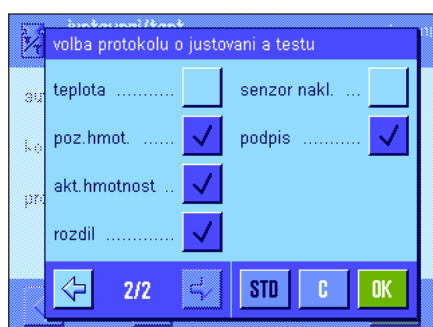 volba protokolu o justovani a testu
teplota ........... senzor nakl. ...
poz.hmot. ...... podpis ...........
akt.hmotnost ..
rozdil ............
2/2 STD C OK